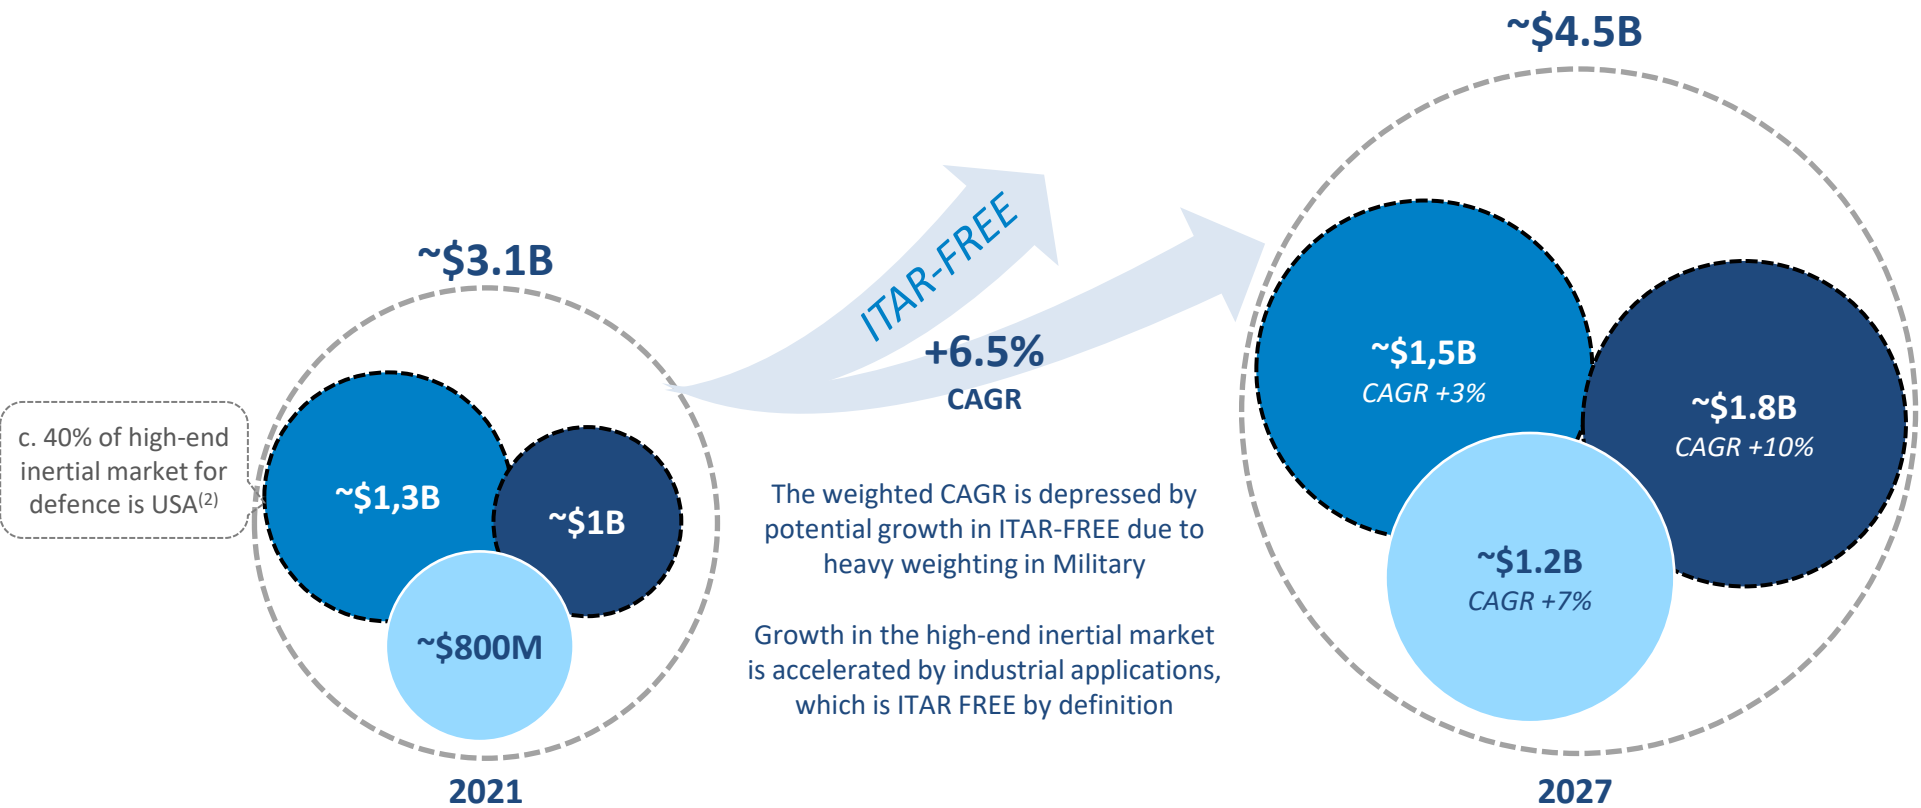 ~$4.5B
~$3.1B
ITAR-FREE
+6.5%
CAGR
c. 40% of high-end
inertial market for
defence is USA(2)
~$1,3B
~$1B
~$800M
2021
The weighted CAGR is depressed by
potential growth in ITAR-FREE due to
heavy weighting in Military
Growth in the high-end inertial market
is accelerated by industrial applications,
which is ITAR FREE by definition
~$1,5B
CAGR +3%
~$1.8B
CAGR +10%
~$1.2B
CAGR +7%
2027